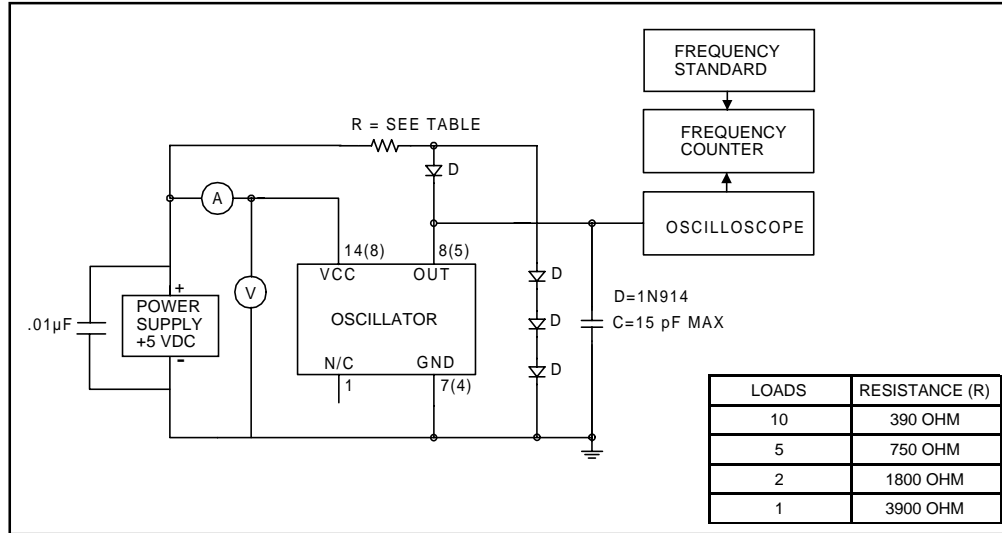 FREQUENCY
STANDARD
R = SEE TABLE
FREQUENCY
COUNTER
D
A
OSCILLOSCOPE
14(8)
8(5)
VCC
OUT
V
D
+
POWER
SUPPLY
+5 VDC
-
.01µF
OSCILLATOR
D
D=1N914
C=15 pF MAX
N/C
GND
D
1
7(4)
LOADS RESISTANCE (R)
10 390 OHM
5 750 OHM
2 1800 OHM
1 3900 OHM